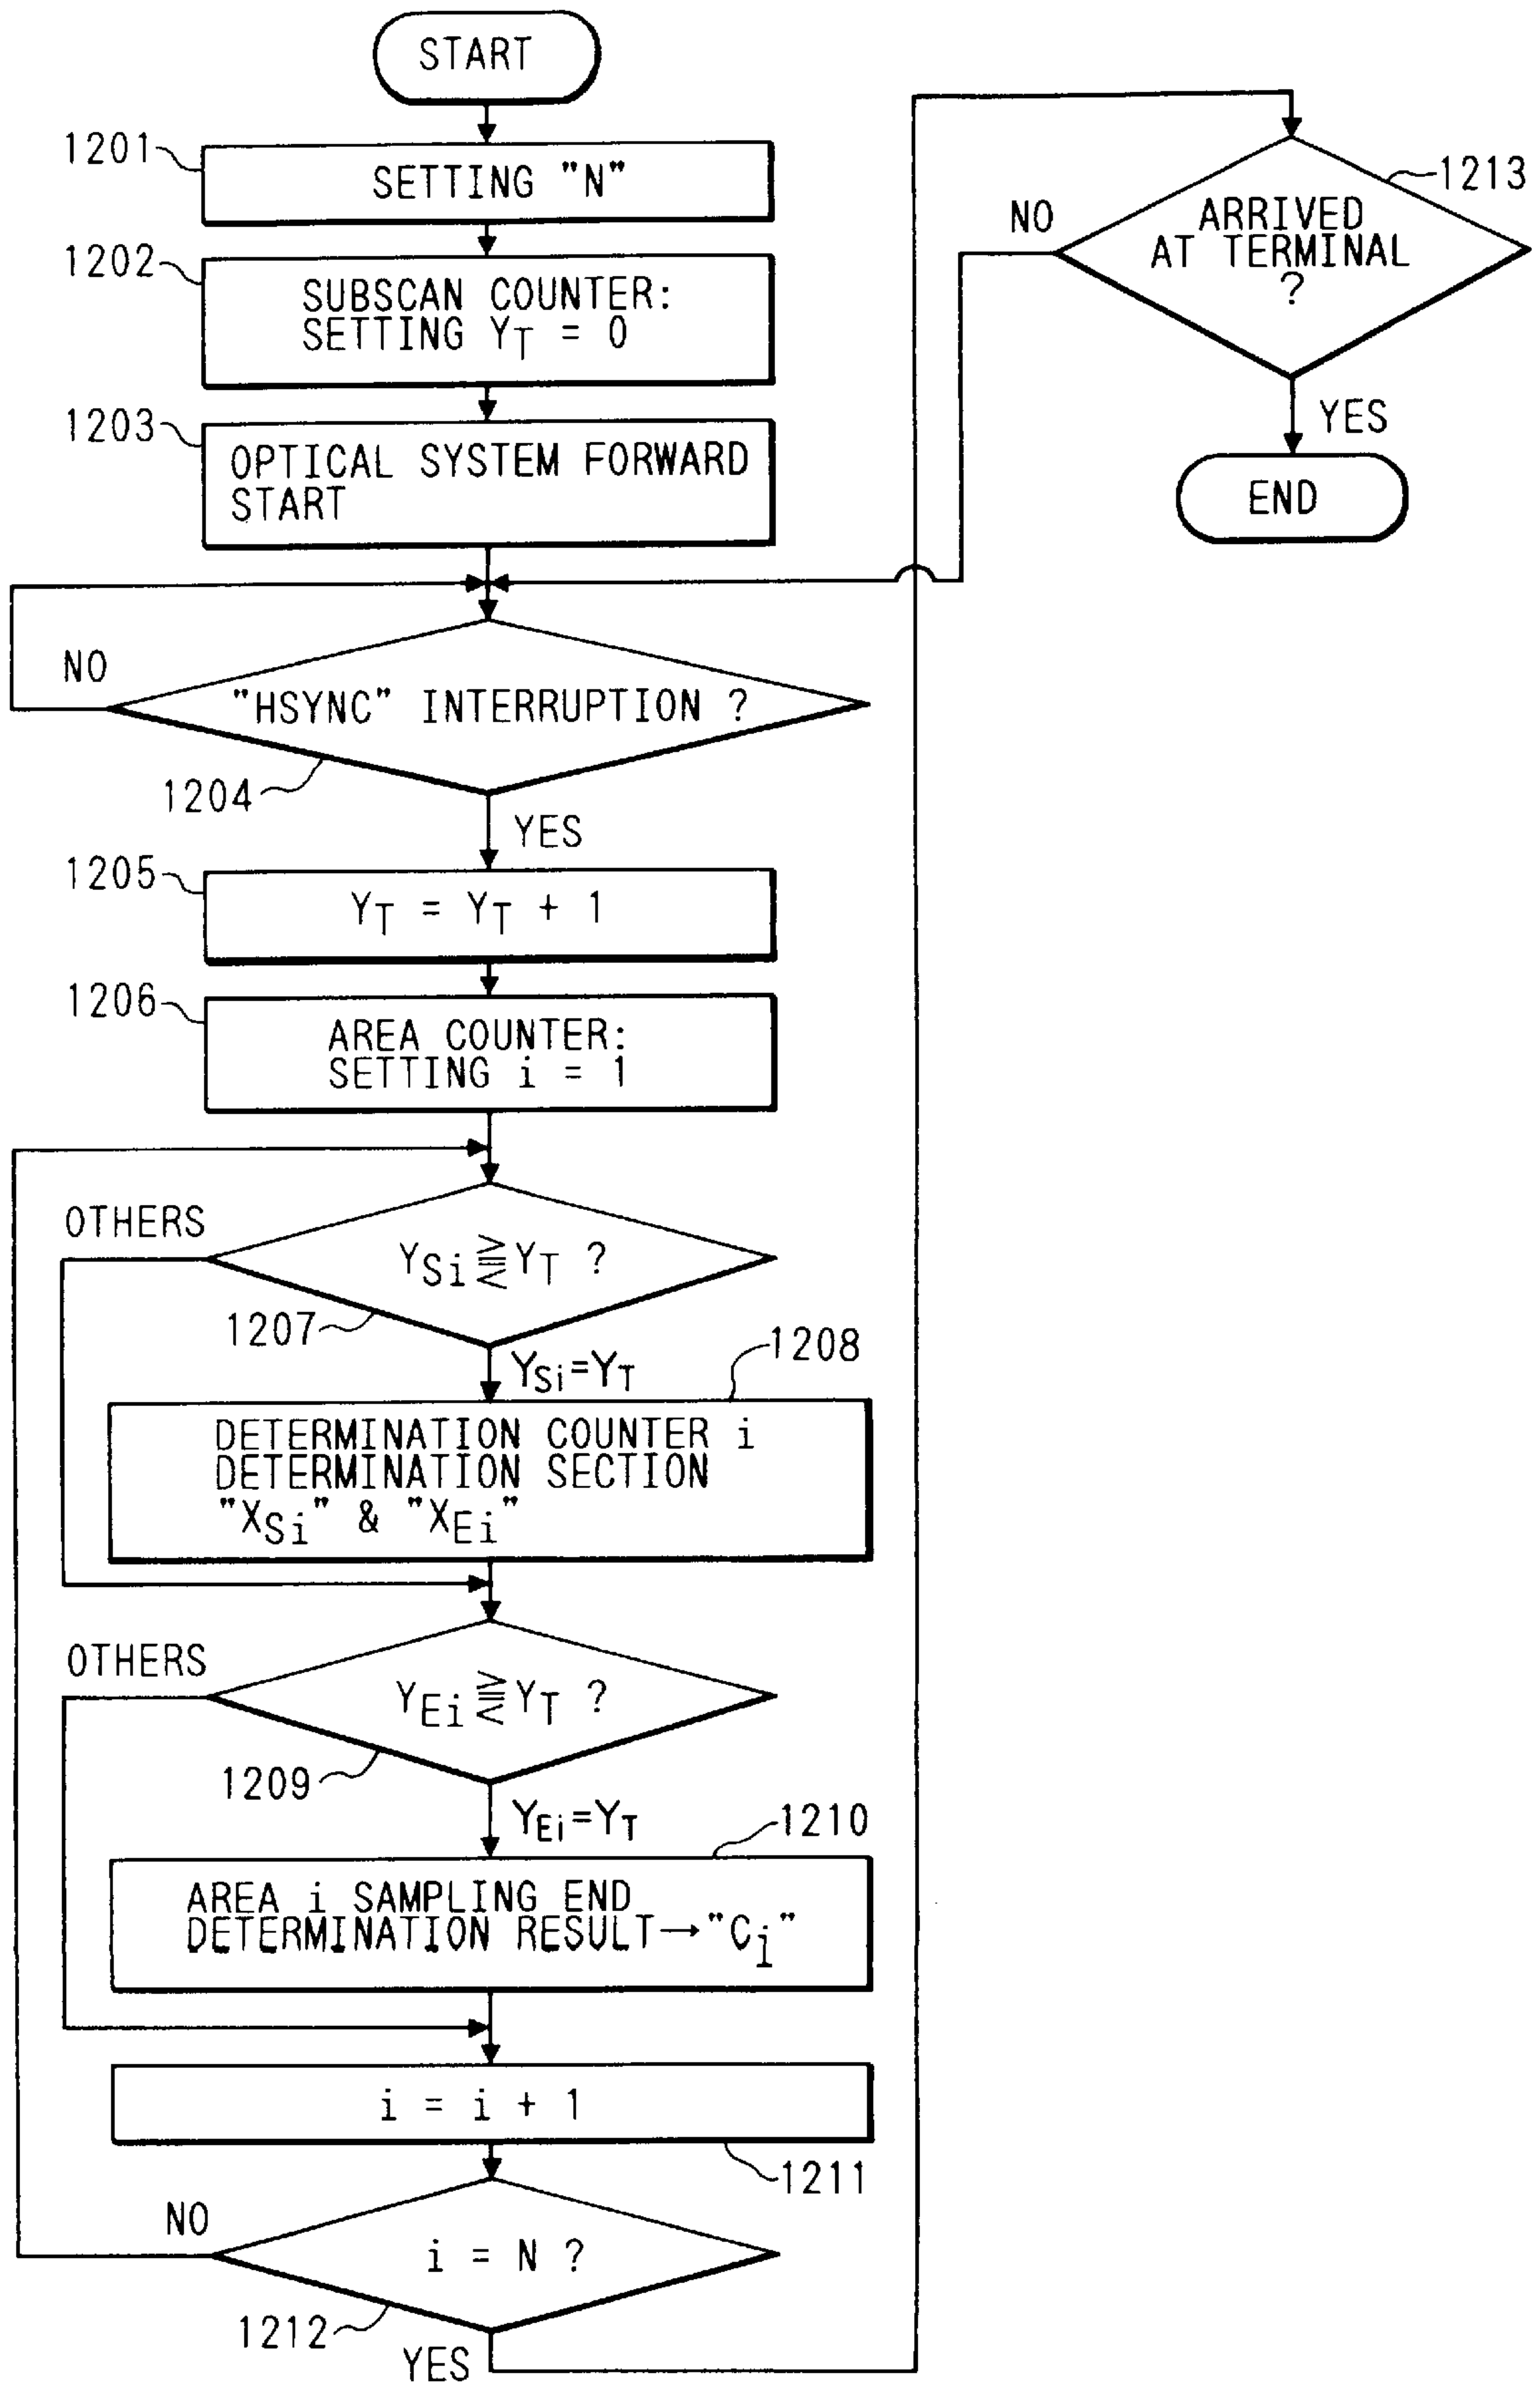 START
1201
SETTING "N"
1202
SUBSCAN COUNTER:
SETTING YT = 0
1203
OPTICAL SYSTEM FORWARD
START
NO
"HSYNC" INTERRUPTION ?
1204
YES
1205
YT = YT + 1
1206
AREA COUNTER:
SETTING i = 1
OTHERS
YSi ⪌ YT ?
1207
YSi=YT
1208
DETERMINATION COUNTER i
DETERMINATION SECTION
"XSi" & "XEi"
OTHERS
YEi ⪌ YT ?
1209
YEi=YT
1210
AREA i SAMPLING END
DETERMINATION RESULT→"Ci"
i = i + 1
1211
NO
i = N ?
1212
YES
1213
NO
ARRIVED
AT TERMINAL
?
YES
END